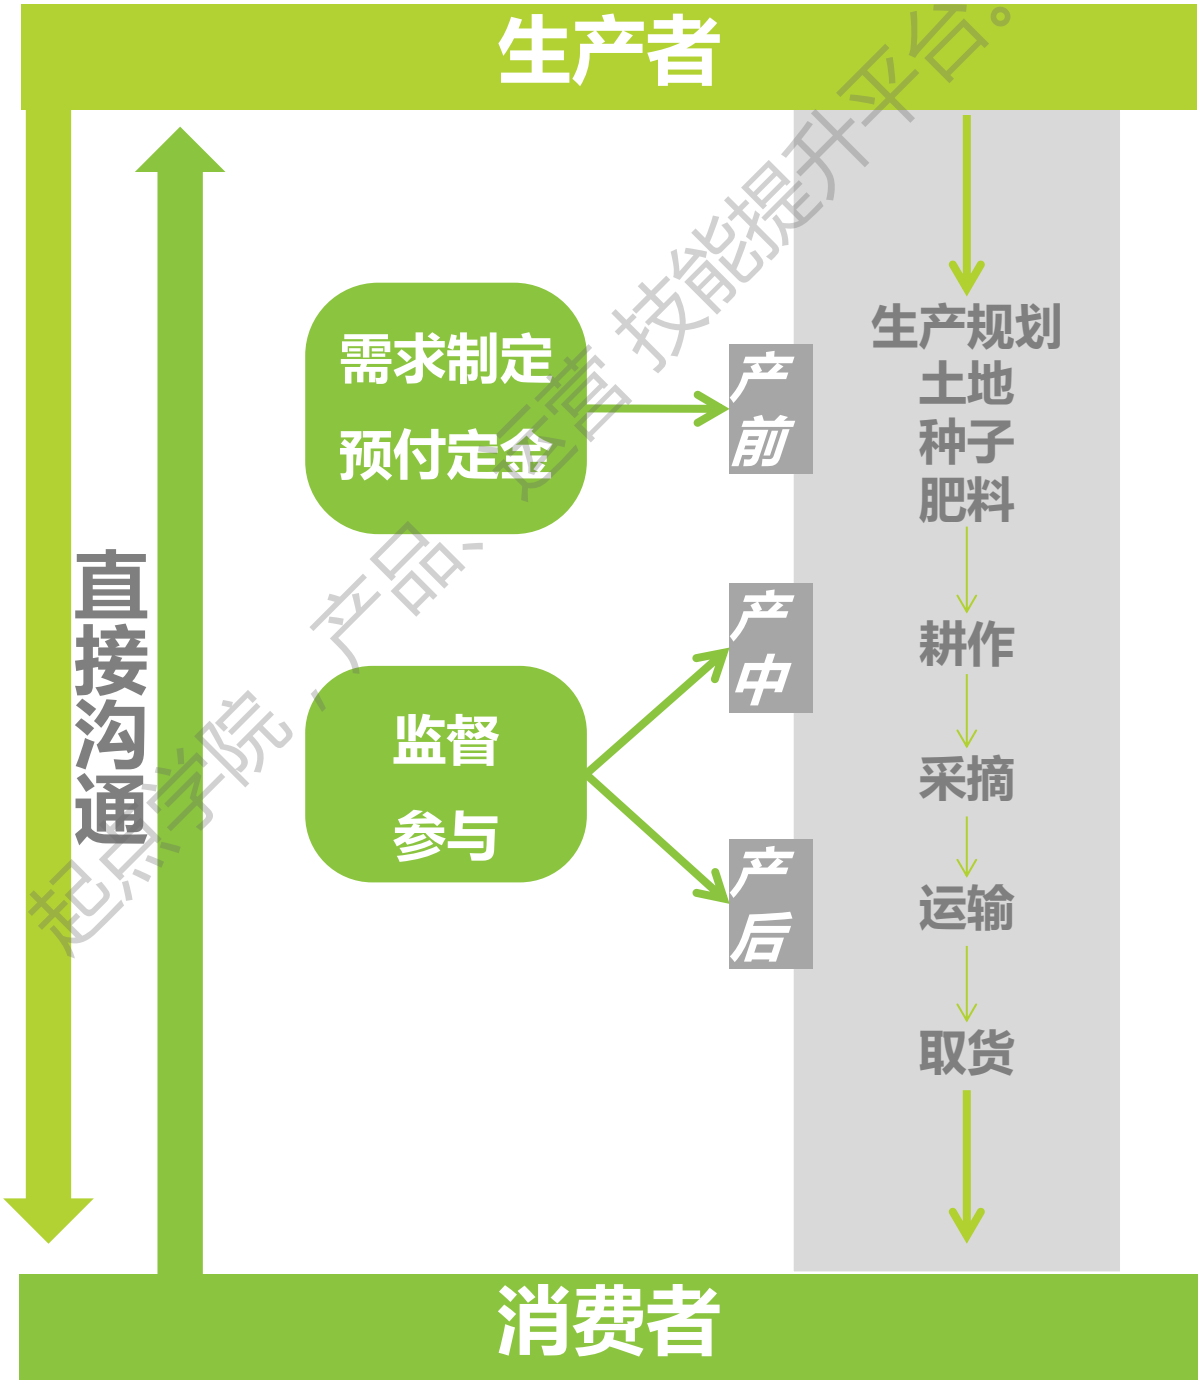 生产者
直接沟通
需求制定
预付定金
监督
参与
产前
产中
产后
生产规划
土地
种子
肥料
耕作
采摘
运输
取货
消费者
起点学院，产品、运营 技能提升平台。